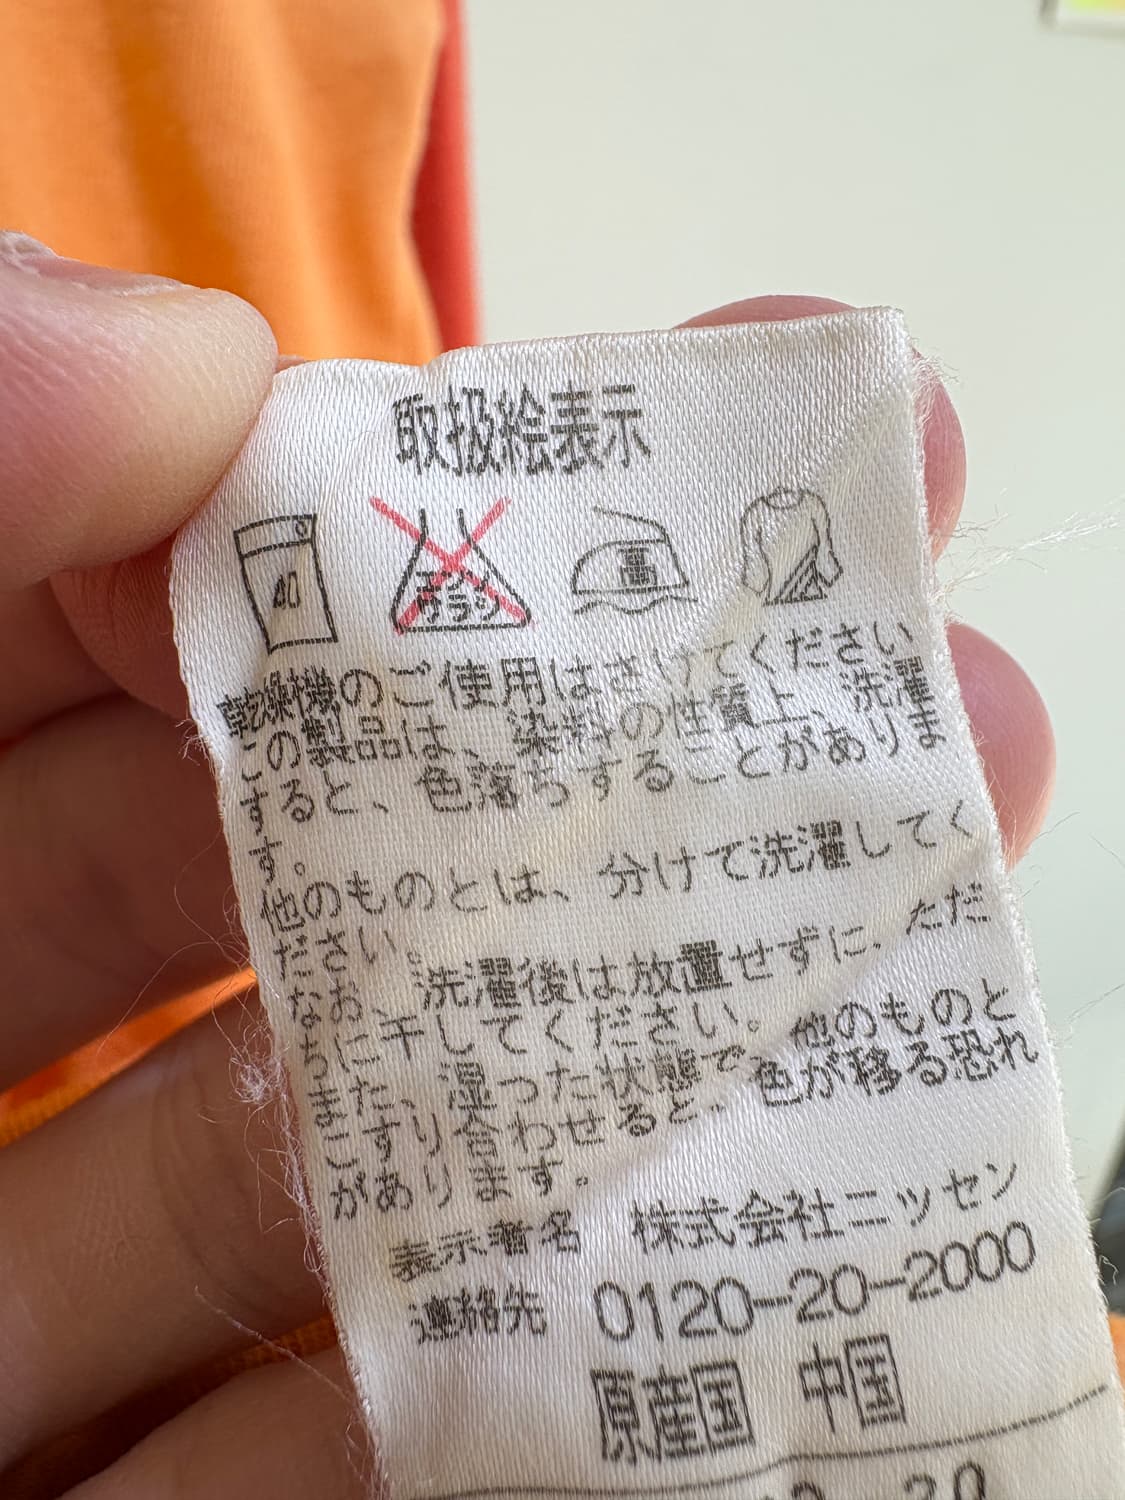 取扱絵表示
40 エンソサラシ 高
乾燥機のご使用はさけてください
この製品は、染料の性質上、洗濯
すると、色落ちすることがありま
す。
他のものとは、分けて洗濯してく
ださい。
なお、洗濯後は放置せずに、ただ
ちに干してください。
また、湿った状態で、他のものと
こすり合わせると、色が移る恐れ
があります。
表示者名 株式会社ニッセン
連絡先 0120-20-2000
原産国 中国